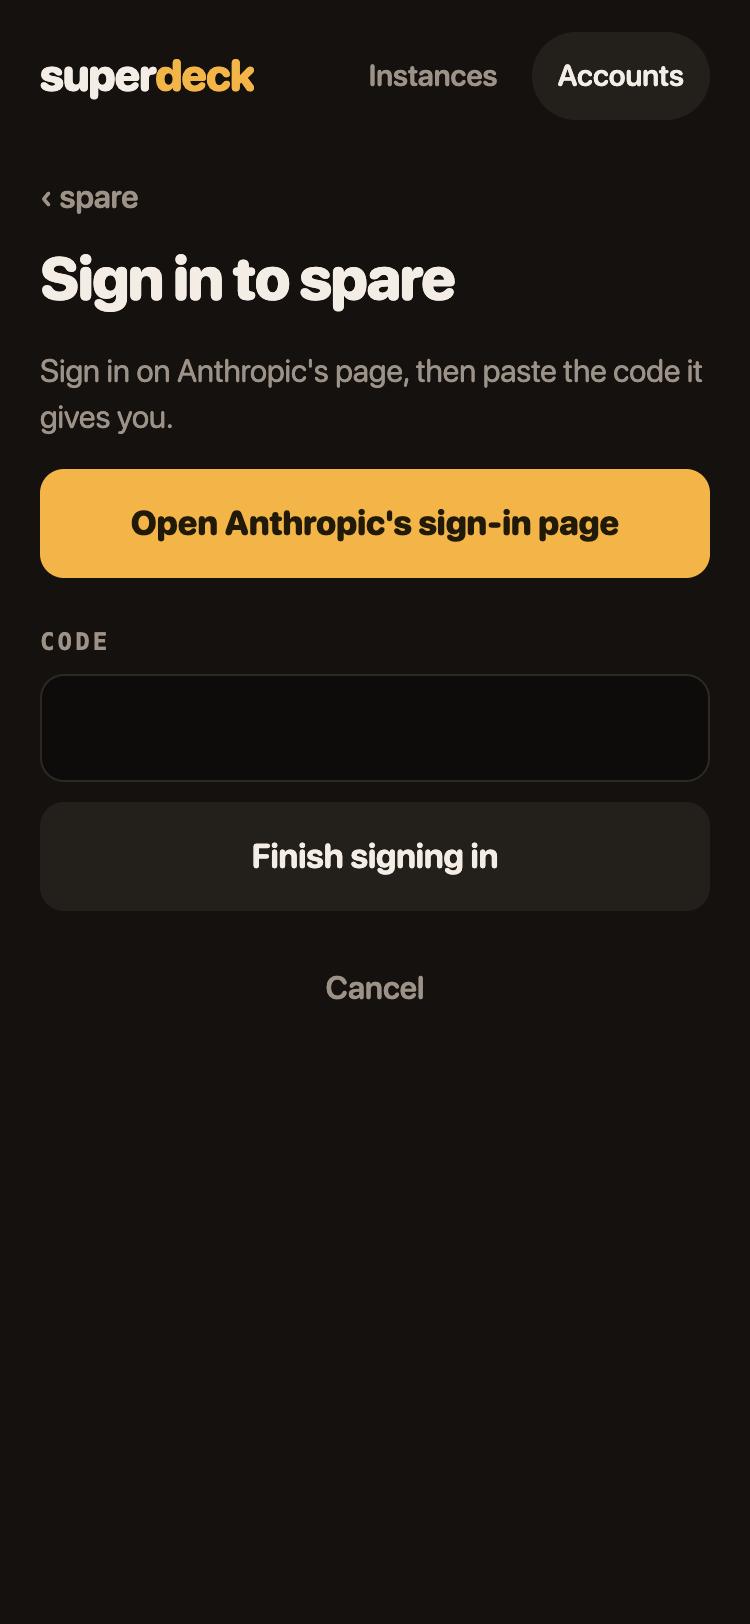 superdeck
Instances
Accounts
‹ spare
Sign in to spare
Sign in on Anthropic's page, then paste the code it
gives you.
Open Anthropic's sign-in page
CODE
Finish signing in
Cancel